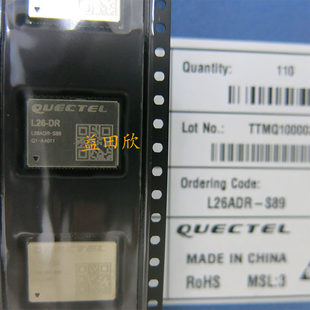 QUECTEL
L26-DR
L26ADR-S89
益田欣
Quantity: 110
Lot No.: TTMQ10000
Ordering Code:
L26ADR-S89
QUECTEL
MADE IN CHINA
RoHS MSL:3